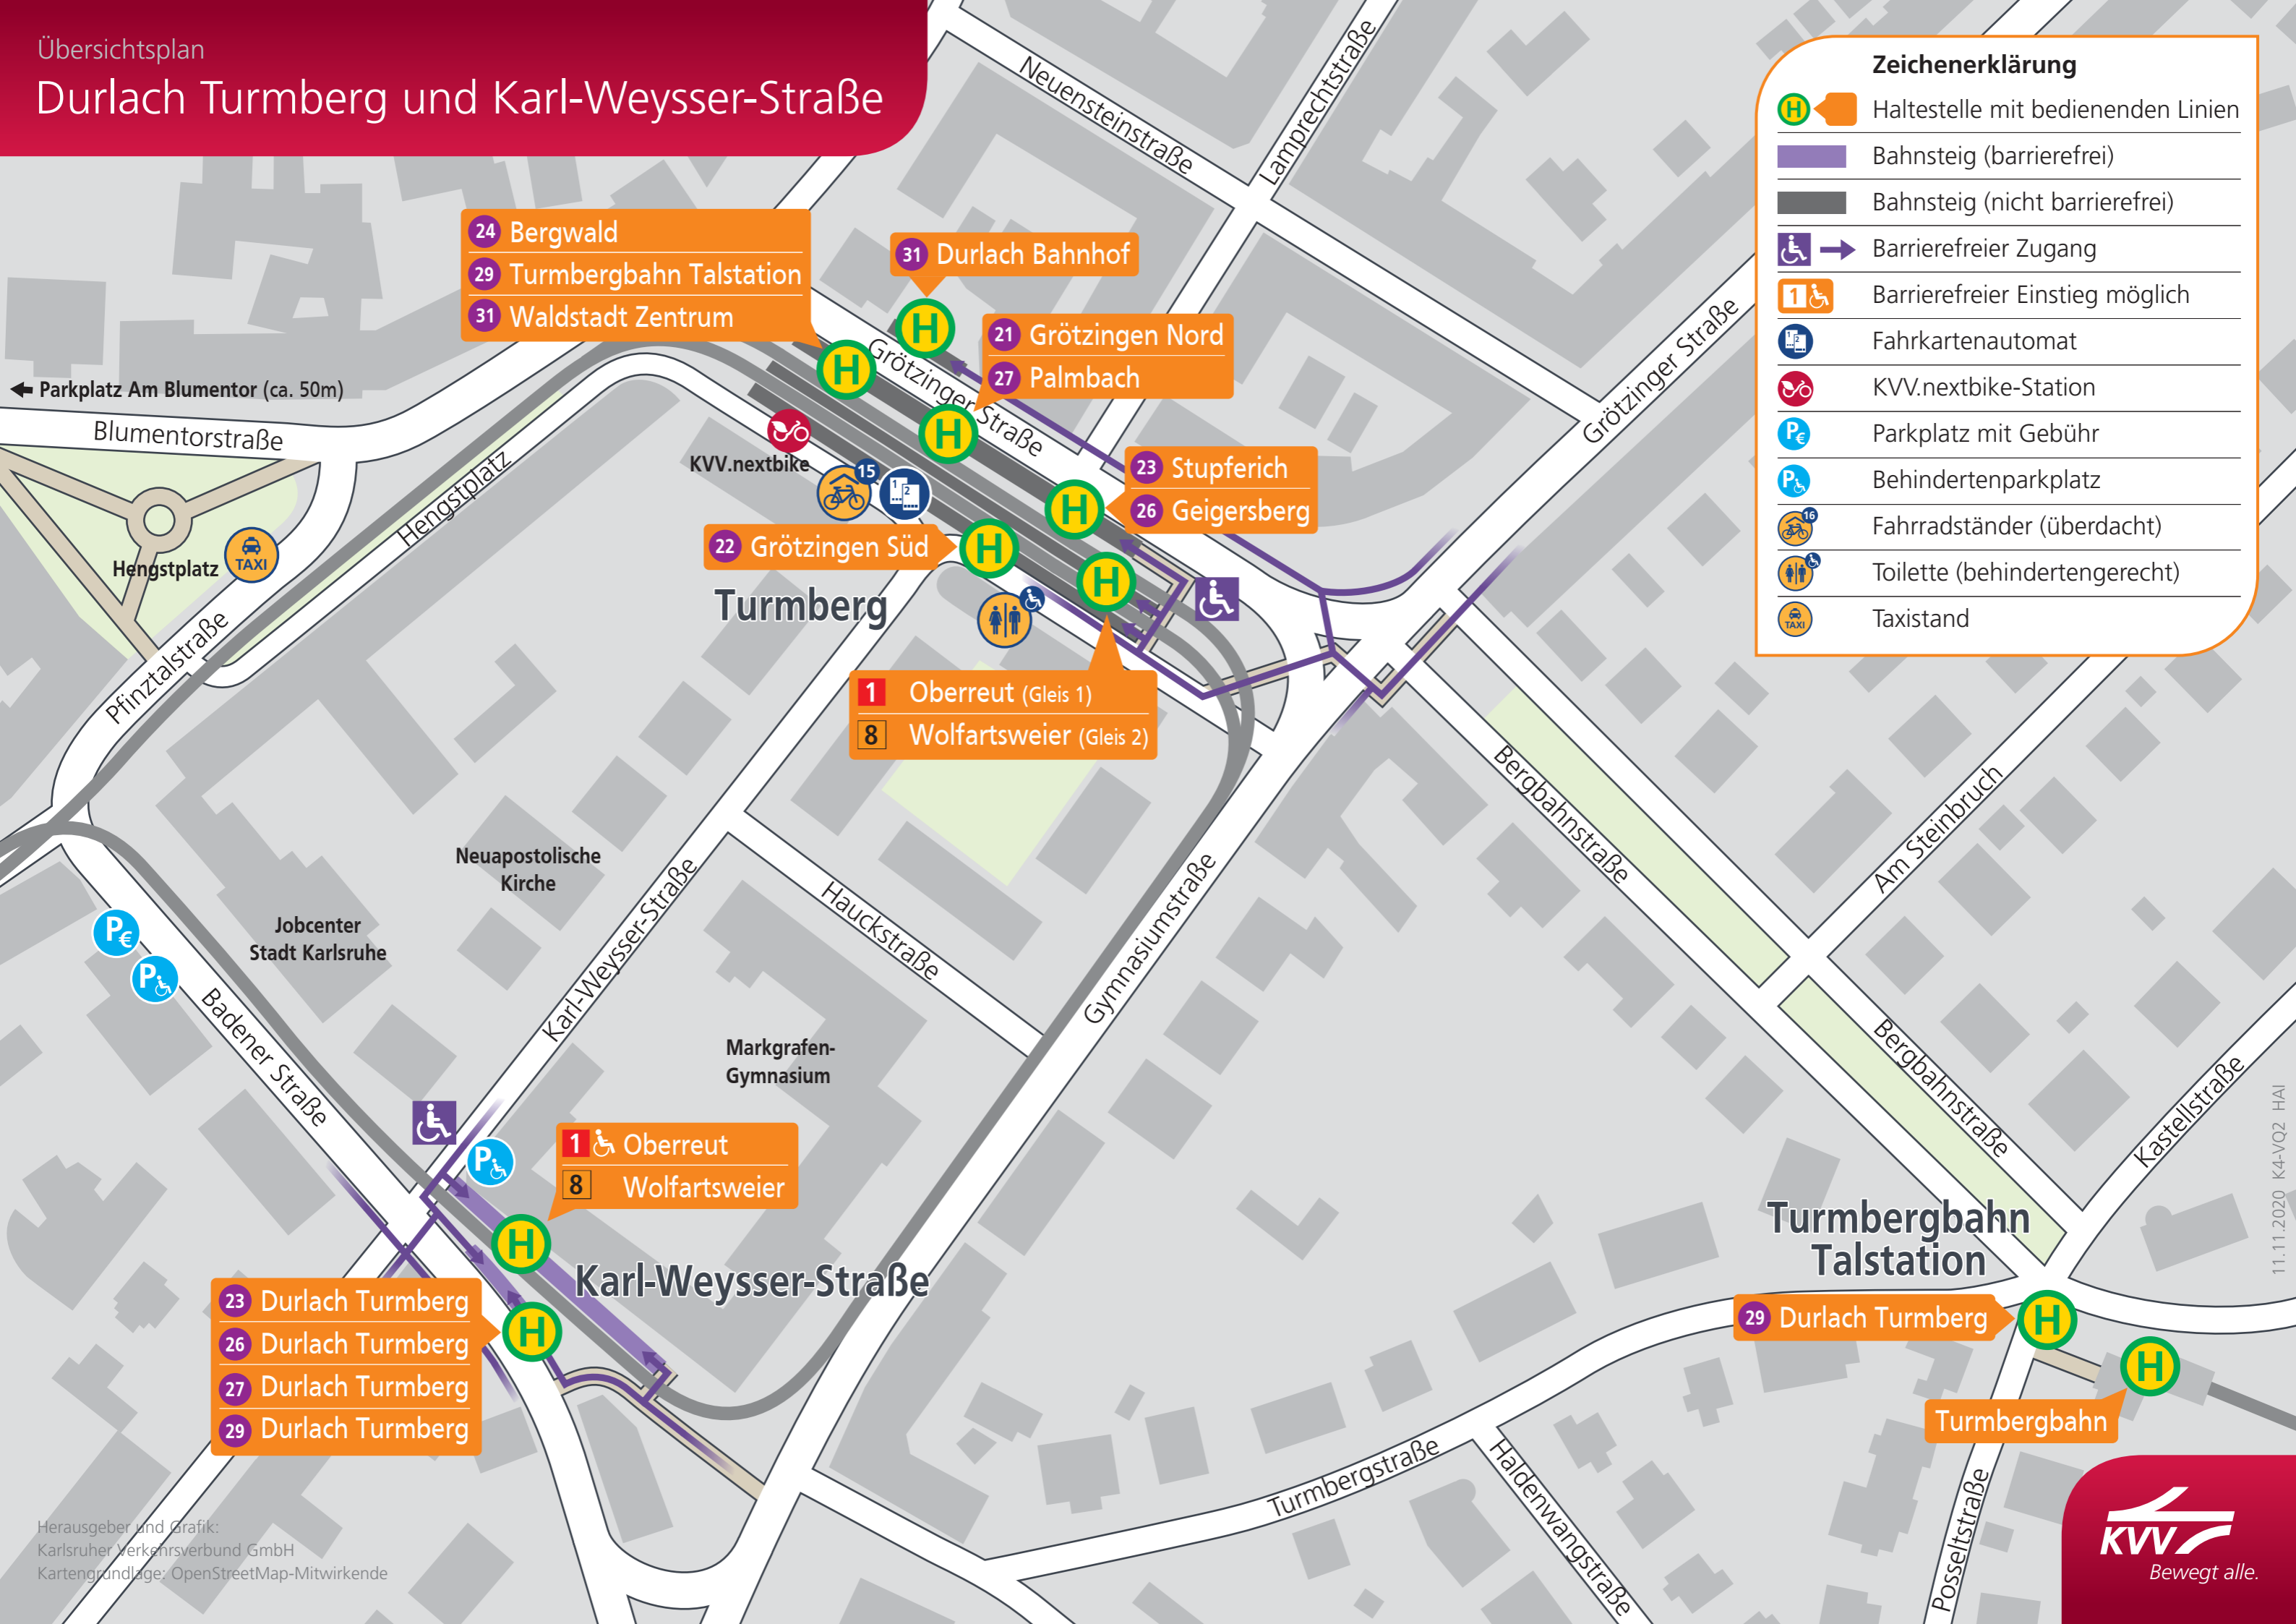 Übersichtsplan
Durlach Turmberg und Karl-Weysser-Straße
Zeichenerklärung
H Haltestelle mit bedienenden Linien
Bahnsteig (barrierefrei)
Bahnsteig (nicht barrierefrei)
Barrierefreier Zugang
1 Barrierefreier Einstieg möglich
1 2 Fahrkartenautomat
KVV.nextbike-Station
P€ Parkplatz mit Gebühr
P Behindertenparkplatz
16 Fahrradständer (überdacht)
Toilette (behindertengerecht)
TAXI Taxistand
Neuensteinstraße
Lamprechtstraße
Grötzinger Straße
24 Bergwald
29 Turmbergbahn Talstation
31 Waldstadt Zentrum
H
31 Durlach Bahnhof
H
21 Grötzingen Nord
27 Palmbach
H
Grötzinger Straße
Parkplatz Am Blumentor (ca. 50m)
Blumentorstraße
Hengstplatz
Hengstplatz
TAXI
Pfinztalstraße
KVV.nextbike
15
1 2
23 Stupferich
26 Geigersberg
H
22 Grötzingen Süd
H
H
Turmberg
1 Oberreut (Gleis 1)
8 Wolfartsweier (Gleis 2)
Bergbahnstraße
Am Steinbruch
Neuapostolische
Kirche
Jobcenter
Stadt Karlsruhe
P€
P
Badener Straße
Karl-Weysser-Straße
Hauckstraße
Gymnasiumstraße
Markgrafen-
Gymnasium
Bergbahnstraße
Kastellstraße
P
1 Oberreut
8 Wolfartsweier
H
Karl-Weysser-Straße
23 Durlach Turmberg
26 Durlach Turmberg
27 Durlach Turmberg
29 Durlach Turmberg
H
Turmbergbahn
Talstation
29 Durlach Turmberg
H
H
Turmbergbahn
Turmbergstraße
Haldenwangstraße
Posseltstraße
11.11.2020 K4-VQ2 HAI
Herausgeber und Grafik:
Karlsruher Verkehrsverbund GmbH
Kartengrundlage: OpenStreetMap-Mitwirkende
KVV
Bewegt alle.